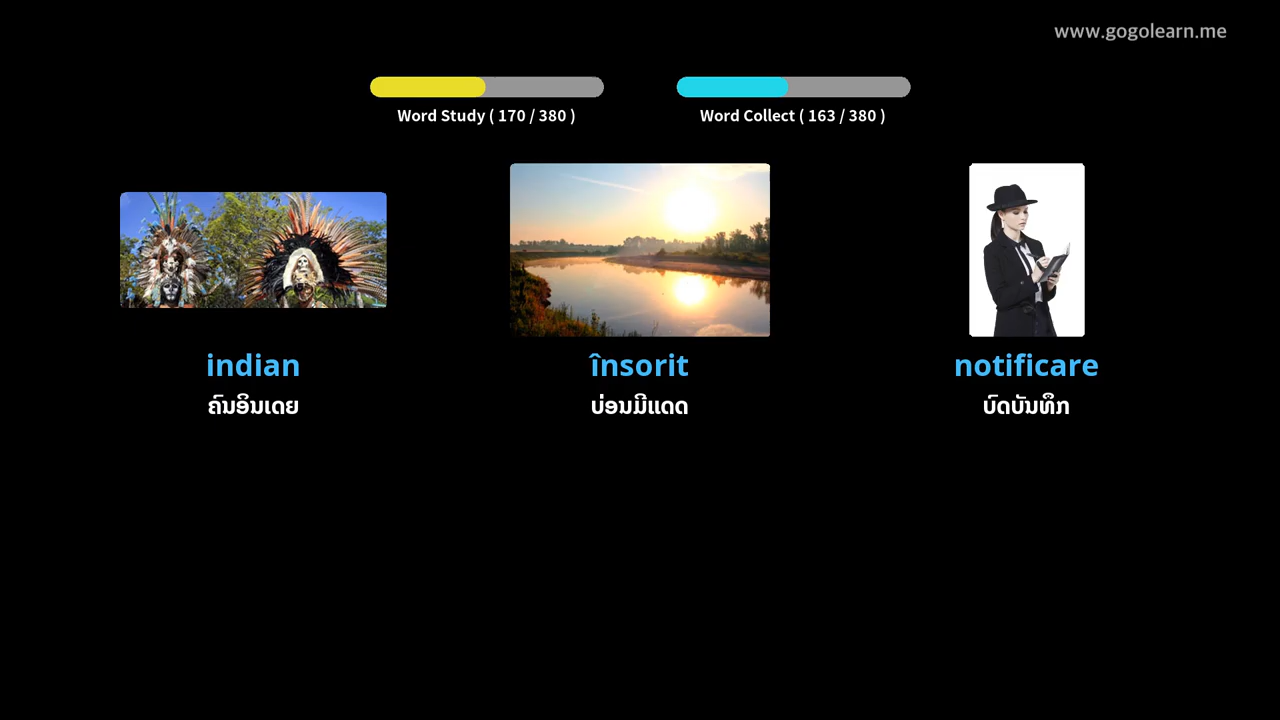 www.gogolearn.me
Word Study ( 170 / 380 )
Word Collect ( 163 / 380 )
indian
ຄົນອິນເດຍ
însorit
ບ່ອນມີແດດ
notificare
ບົດບັນທຶກ